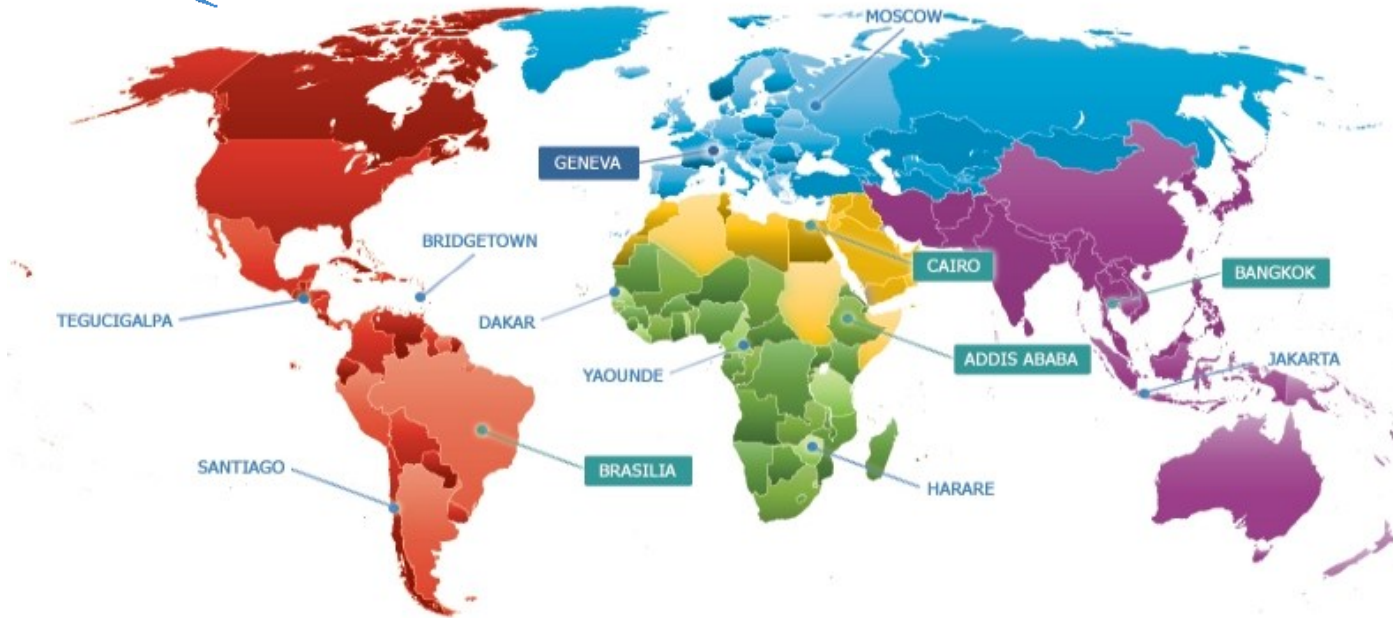 MOSCOW
GENEVA
BRIDGETOWN
CAIRO
BANGKOK
TEGUCIGALPA
DAKAR
ADDIS ABABA
JAKARTA
YAOUNDE
SANTIAGO
BRASILIA
HARARE